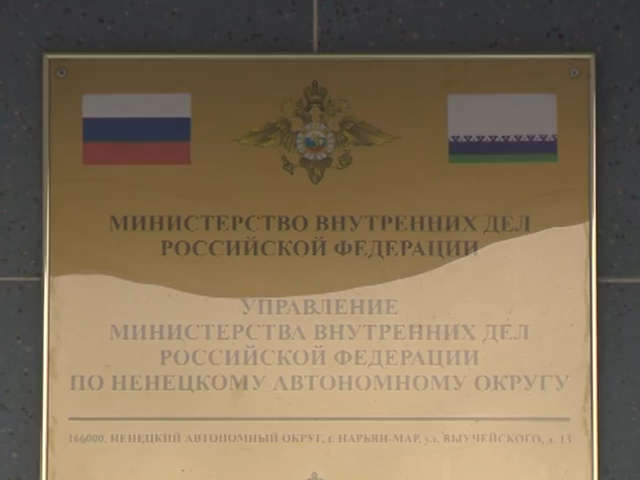 МИНИСТЕРСТВО ВНУТРЕННИХ ДЕЛ
РОССИЙСКОЙ ФЕДЕРАЦИИ
УПРАВЛЕНИЕ
МИНИСТЕРСТВА ВНУТРЕННИХ ДЕЛ
РОССИЙСКОЙ ФЕДЕРАЦИИ
ПО НЕНЕЦКОМУ АВТОНОМНОМУ ОКРУГУ
166000, НЕНЕЦКИЙ АВТОНОМНЫЙ ОКРУГ, г. НАРЬЯН-МАР, ул. ВЫУЧЕЙСКОГО, д. 13